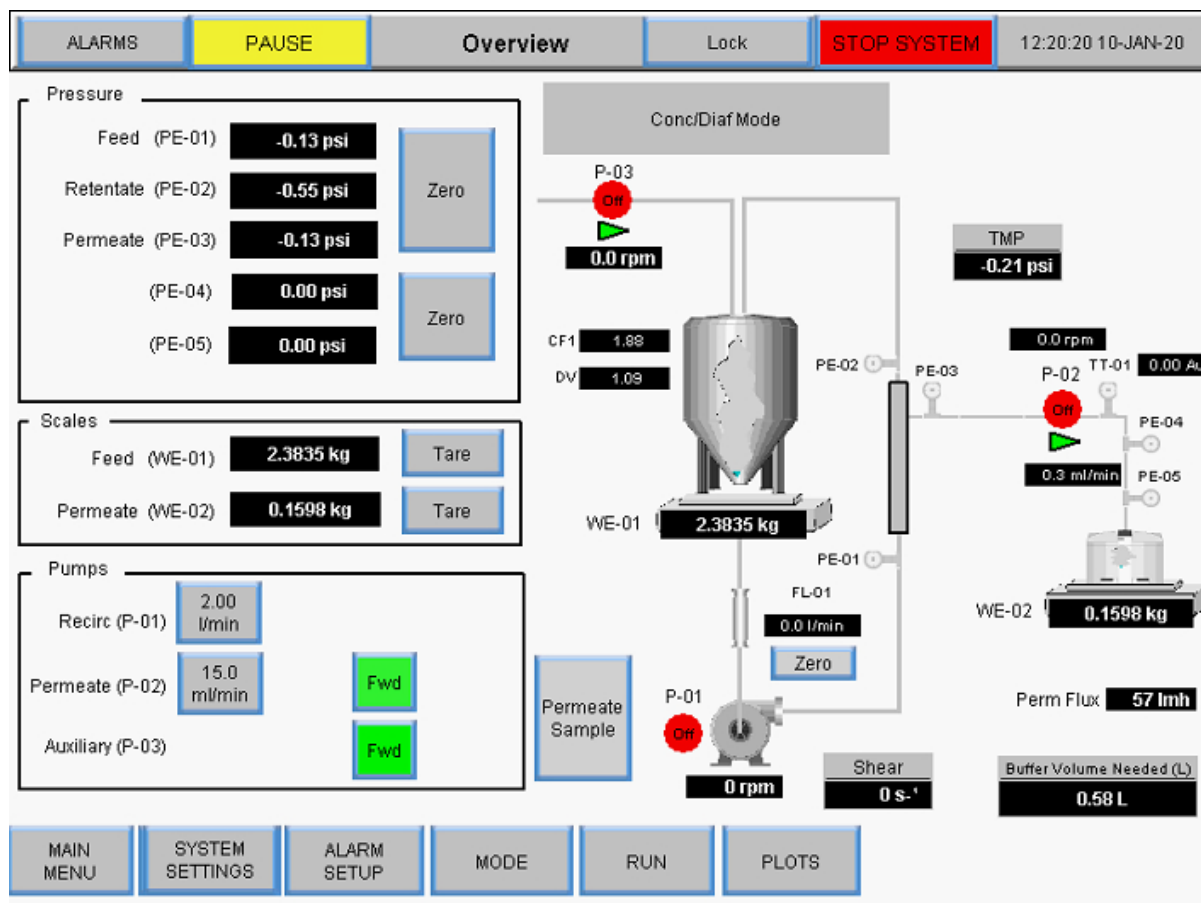 ALARMS
PAUSE
Overview
Lock
STOP SYSTEM
12:20:20 10-JAN-20
Pressure
Feed (PE-01)
-0.13 psi
Retentate (PE-02)
-0.55 psi
Permeate (PE-03)
-0.13 psi
Zero
(PE-04)
0.00 psi
(PE-05)
0.00 psi
Zero
Scales
Feed (WE-01)
2.3835 kg
Tare
Permeate (WE-02)
0.1598 kg
Tare
Pumps
Recirc (P-01)
2.00
l/min
Permeate (P-02)
15.0
ml/min
Fwd
Auxiliary (P-03)
Fwd
Permeate
Sample
Conc/Diaf Mode
P-03
Off
0.0 rpm
TMP
-0.21 psi
CF1
1.88
DV
1.09
PE-02
PE-03
0.0 rpm
P-02
Off
TT-01
0.00 Au
PE-04
0.3 ml/min
PE-05
WE-01
2.3835 kg
PE-01
FL-01
0.0 l/min
Zero
WE-02
0.1598 kg
P-01
Off
0 rpm
Perm Flux
57 lmh
Shear
0 s-¹
Buffer Volume Needed (L)
0.58 L
MAIN
MENU
SYSTEM
SETTINGS
ALARM
SETUP
MODE
RUN
PLOTS